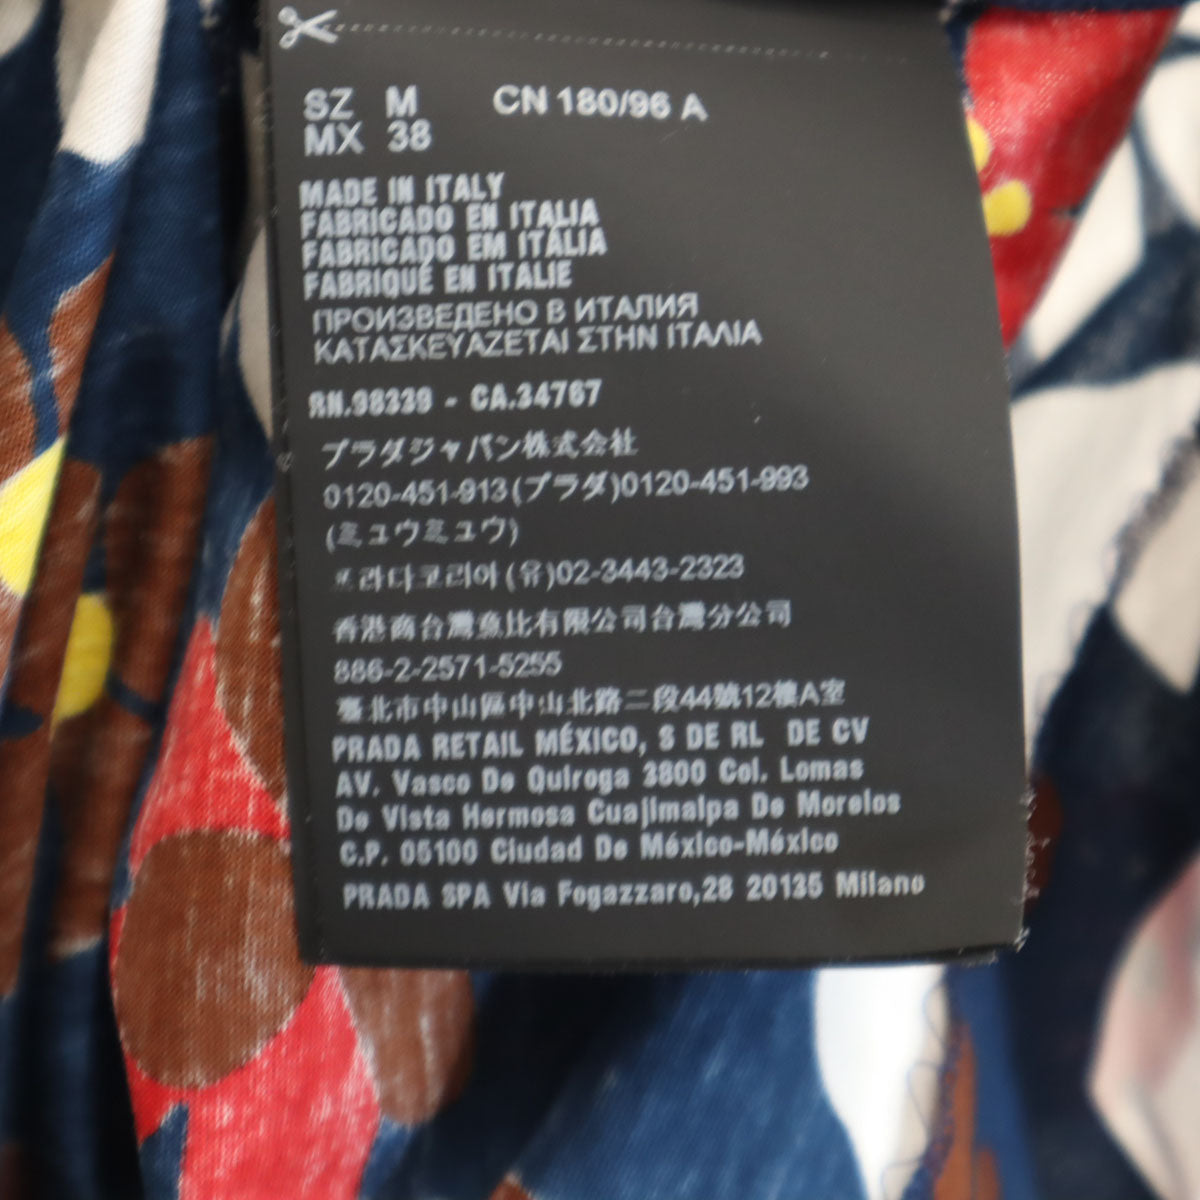 SZ M CN 180/96 A
MX 38
MADE IN ITALY
FABRICADO EN ITALIA
FABRICADO EM ITÁLIA
FABRIQUÉ EN ITALIE
ПРОИЗВЕДЕНО В ИТАЛИЯ
ΚΑΤΑΣΚΕΥΑΖΕΤΑΙ ΣΤΗΝ ΙΤΑΛΙΑ
RN.98339 - CA.34767
プラダジャパン株式会社
0120-451-913(プラダ)0120-451-993
(ミュウミュウ)
프라다코리아(유)02-3443-2323
香港商台灣魚比有限公司台灣分公司
886-2-2571-5255
臺北市中山區中山北路二段44號12樓A室
PRADA RETAIL MÉXICO, S DE RL DE CV
AV. Vasco De Quiroga 3800 Col. Lomas
De Vista Hermosa Cuajimalpa De Morelos
C.P. 05100 Ciudad De México-México
PRADA SPA Via Fogazzaro,28 20135 Milano